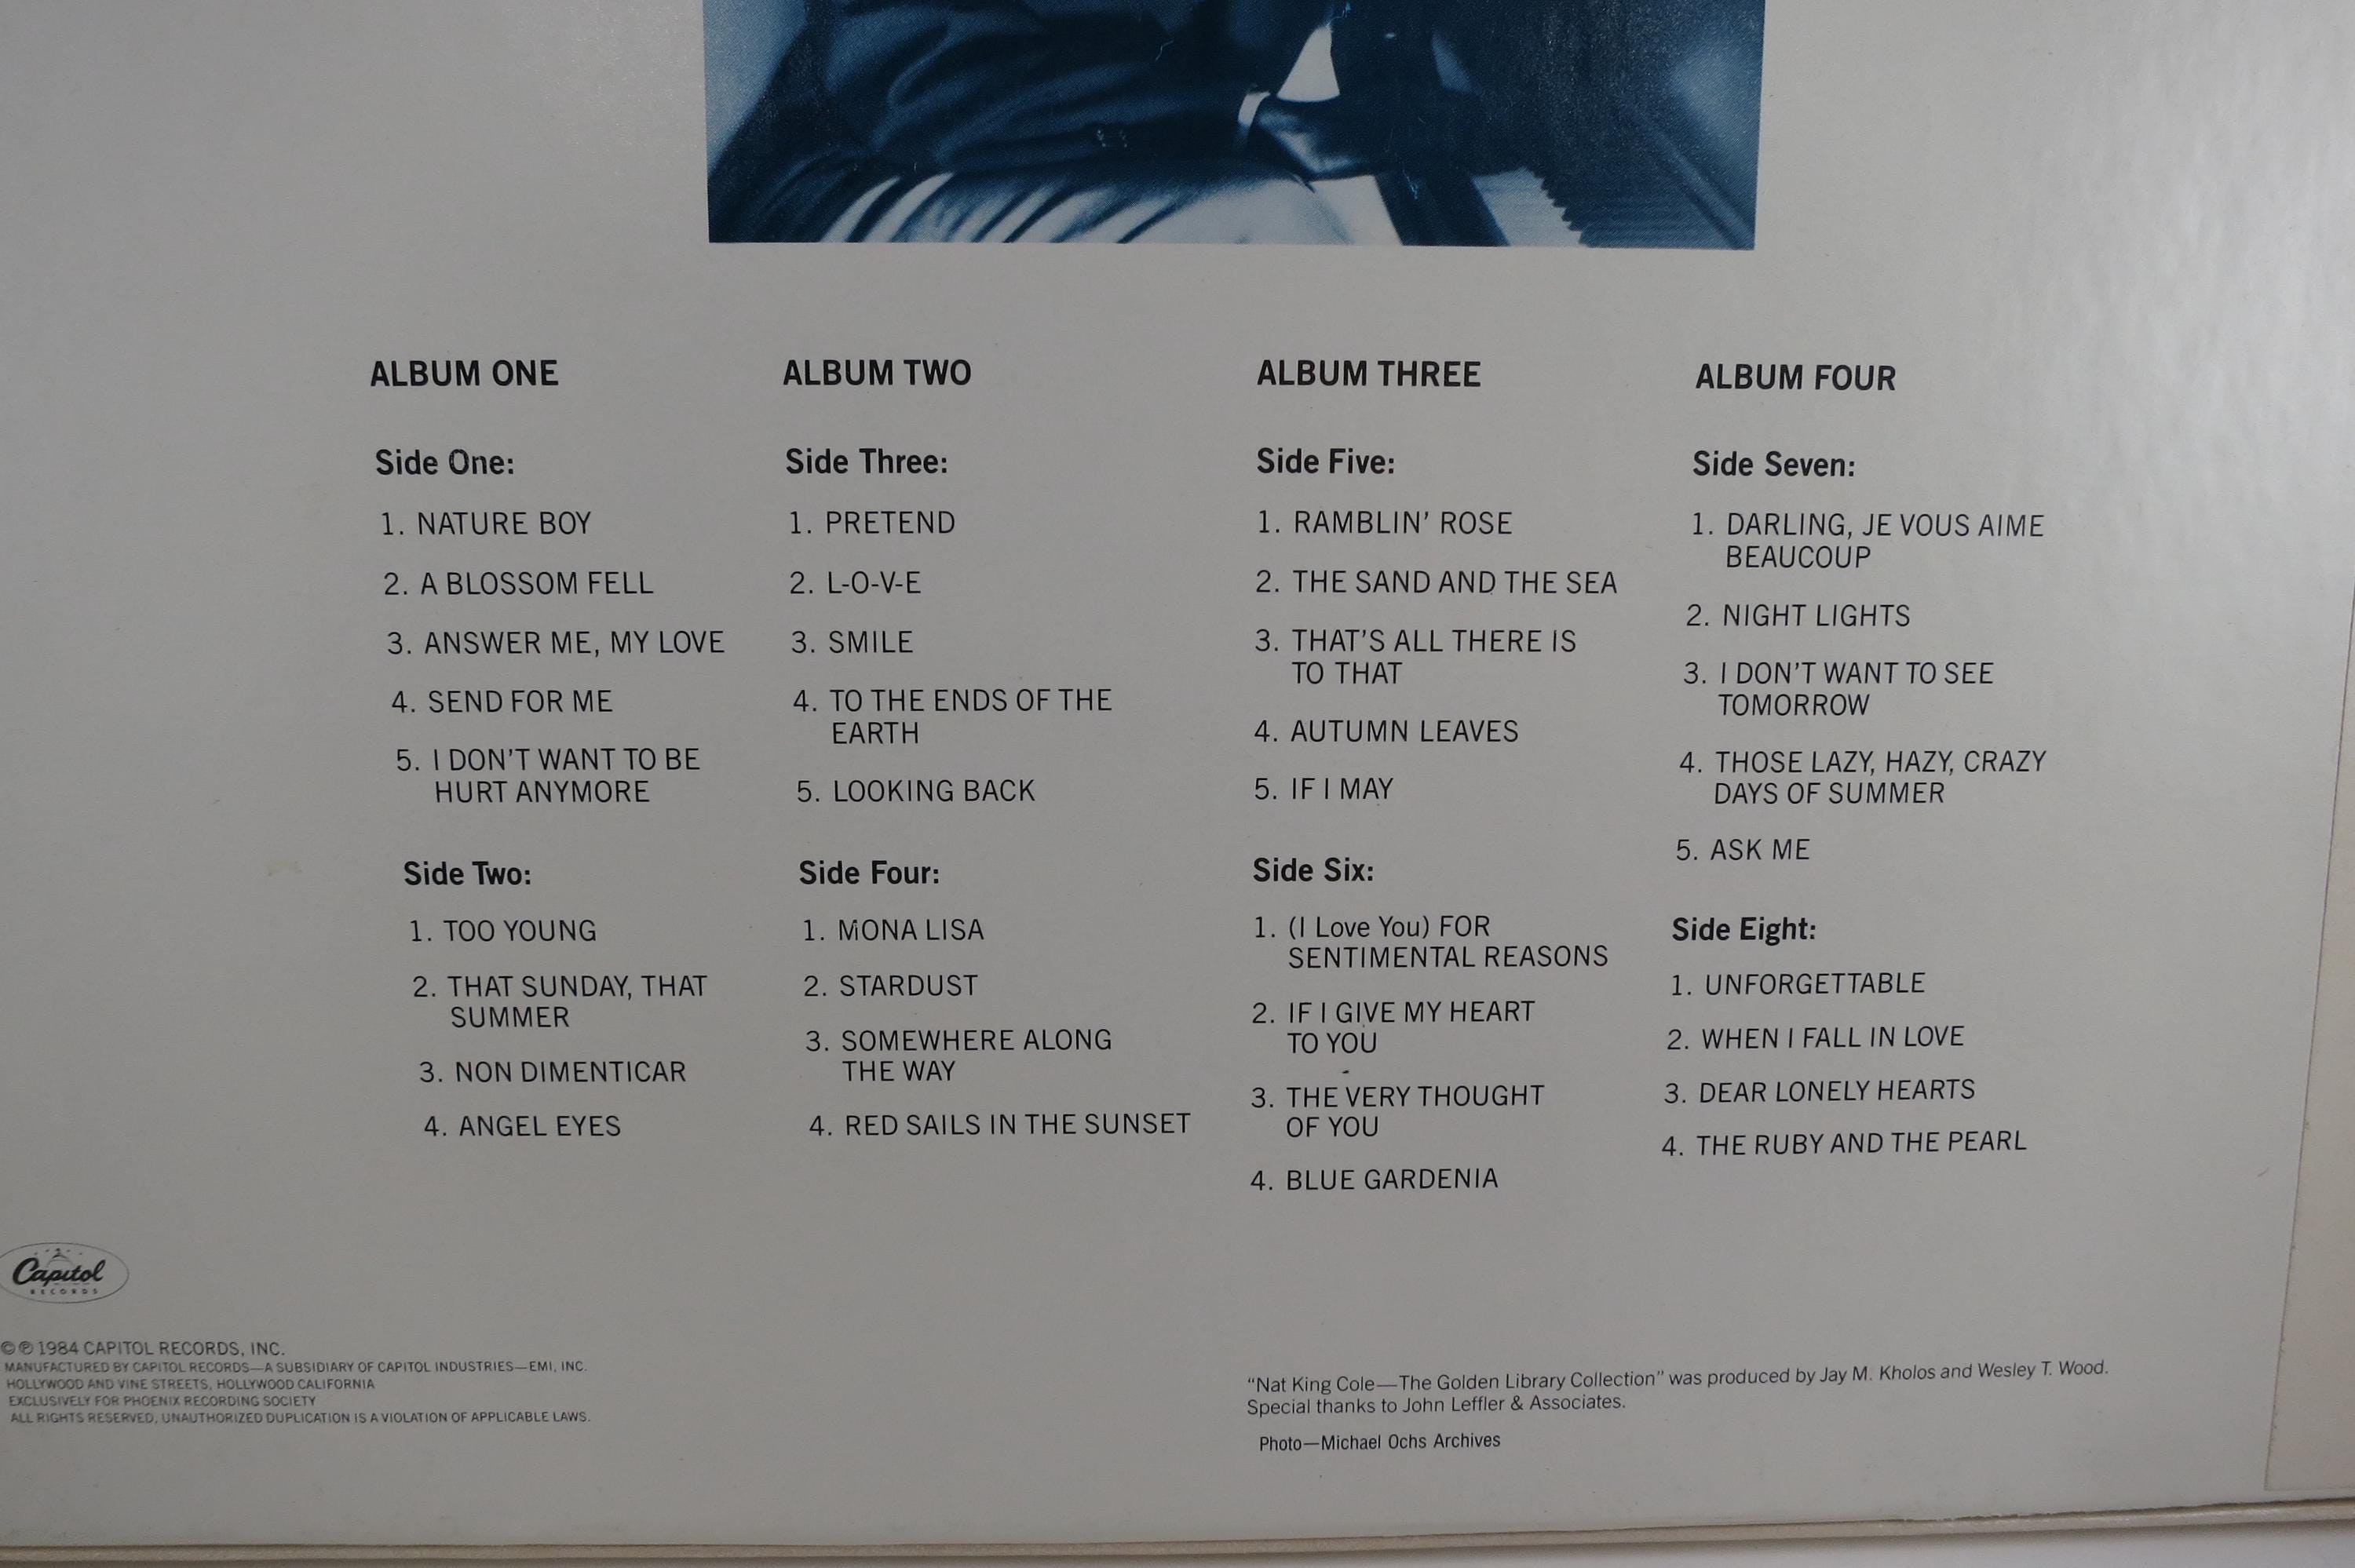 ALBUM ONE
Side One:
1. NATURE BOY
2. A BLOSSOM FELL
3. ANSWER ME, MY LOVE
4. SEND FOR ME
5. I DON'T WANT TO BE
HURT ANYMORE
Side Two:
1. TOO YOUNG
2. THAT SUNDAY, THAT
SUMMER
3. NON DIMENTICAR
4. ANGEL EYES
ALBUM TWO
Side Three:
1. PRETEND
2. L-O-V-E
3. SMILE
4. TO THE ENDS OF THE
EARTH
5. LOOKING BACK
Side Four:
1. MONA LISA
2. STARDUST
3. SOMEWHERE ALONG
THE WAY
4. RED SAILS IN THE SUNSET
ALBUM THREE
Side Five:
1. RAMBLIN' ROSE
2. THE SAND AND THE SEA
3. THAT'S ALL THERE IS
TO THAT
4. AUTUMN LEAVES
5. IF I MAY
Side Six:
1. (I Love You) FOR
SENTIMENTAL REASONS
2. IF I GIVE MY HEART
TO YOU
3. THE VERY THOUGHT
OF YOU
4. BLUE GARDENIA
ALBUM FOUR
Side Seven:
1. DARLING, JE VOUS AIME
BEAUCOUP
2. NIGHT LIGHTS
3. I DON'T WANT TO SEE
TOMORROW
4. THOSE LAZY, HAZY, CRAZY
DAYS OF SUMMER
5. ASK ME
Side Eight:
1. UNFORGETTABLE
2. WHEN I FALL IN LOVE
3. DEAR LONELY HEARTS
4. THE RUBY AND THE PEARL
Capitol
RECORDS
©℗ 1984 CAPITOL RECORDS, INC.
MANUFACTURED BY CAPITOL RECORDS—A SUBSIDIARY OF CAPITOL INDUSTRIES—EMI, INC.
HOLLYWOOD AND VINE STREETS, HOLLYWOOD CALIFORNIA
EXCLUSIVELY FOR PHOENIX RECORDING SOCIETY
ALL RIGHTS RESERVED, UNAUTHORIZED DUPLICATION IS A VIOLATION OF APPLICABLE LAWS.
"Nat King Cole—The Golden Library Collection" was produced by Jay M. Kholos and Wesley T. Wood.
Special thanks to John Leffler & Associates.
Photo—Michael Ochs Archives